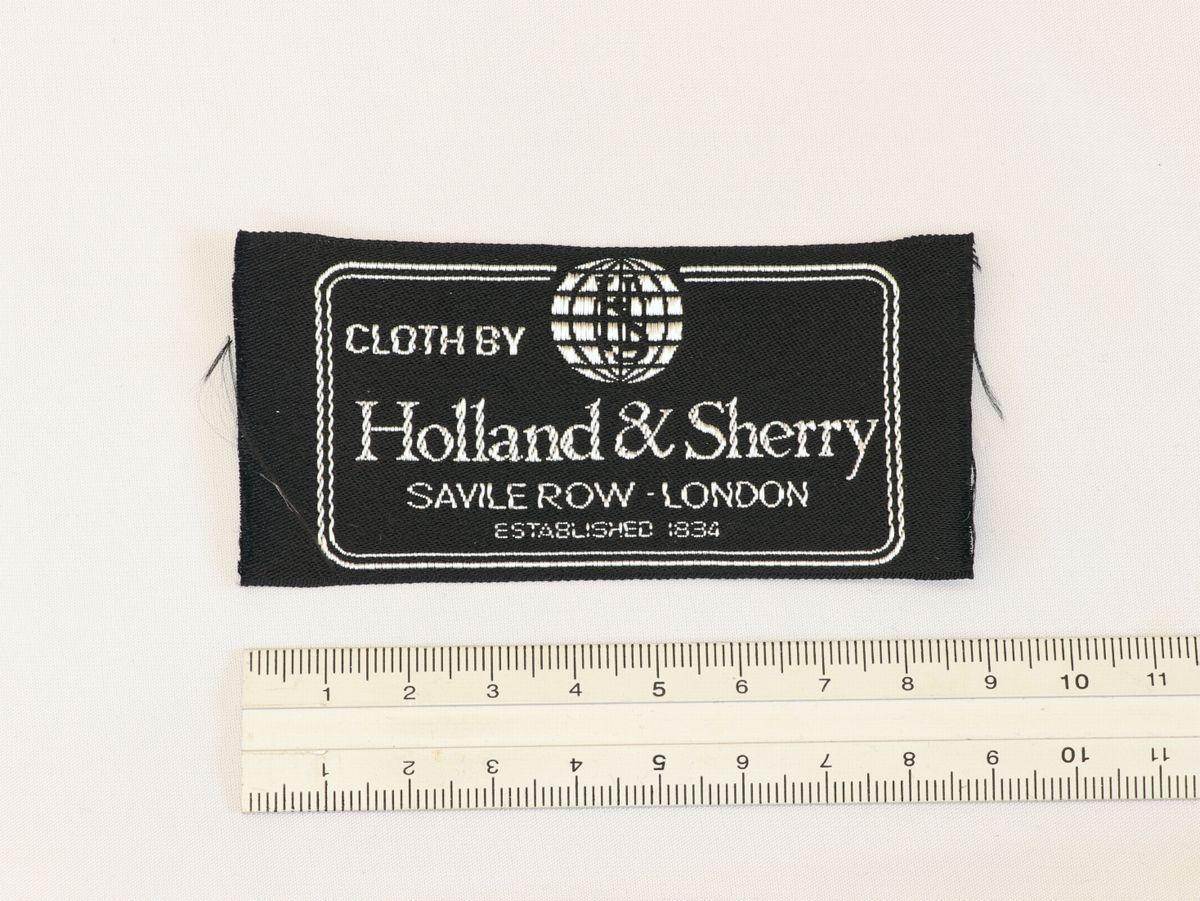 CLOTH BY
Holland & Sherry
SAVILE ROW - LONDON
ESTABLISHED 1834
1 2 3 4 5 6 7 8 9 10 11
1 2 3 4 5 6 7 8 9 10 11